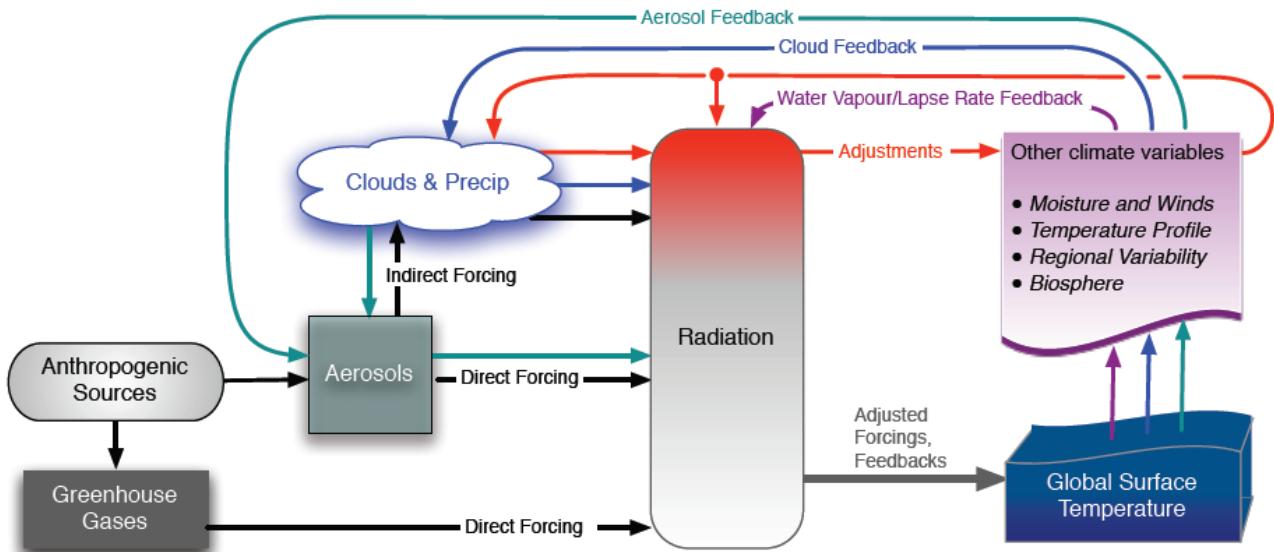 Aerosol Feedback
Cloud Feedback
Water Vapour/Lapse Rate Feedback
Clouds & Precip
Adjustments
Other climate variables
• Moisture and Winds
• Temperature Profile
• Regional Variability
• Biosphere
Indirect Forcing
Radiation
Anthropogenic
Sources
Aerosols
Direct Forcing
Adjusted
Forcings,
Feedbacks
Greenhouse
Gases
Direct Forcing
Global Surface
Temperature